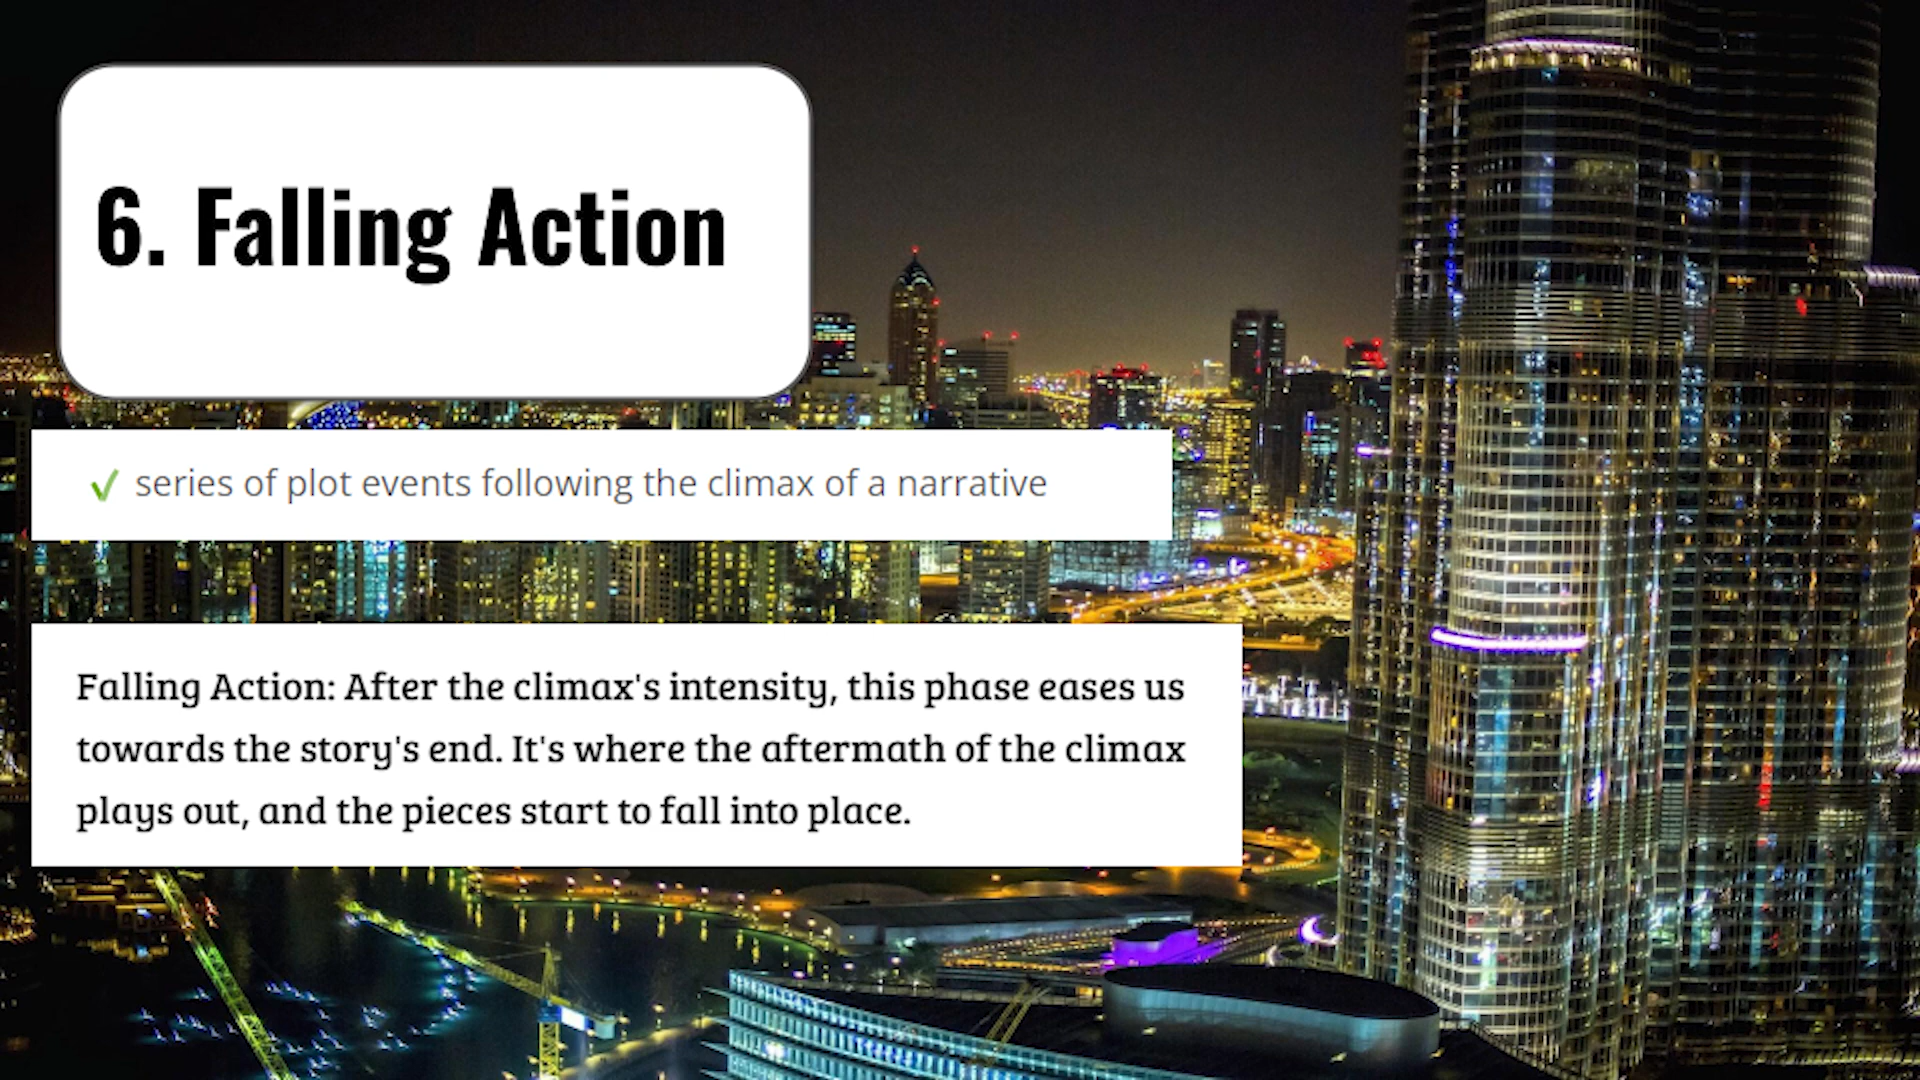 6. Falling Action
series of plot events following the climax of a narrative
Falling Action: After the climax's intensity, this phase eases us
towards the story's end. It's where the aftermath of the climax
plays out, and the pieces start to fall into place.